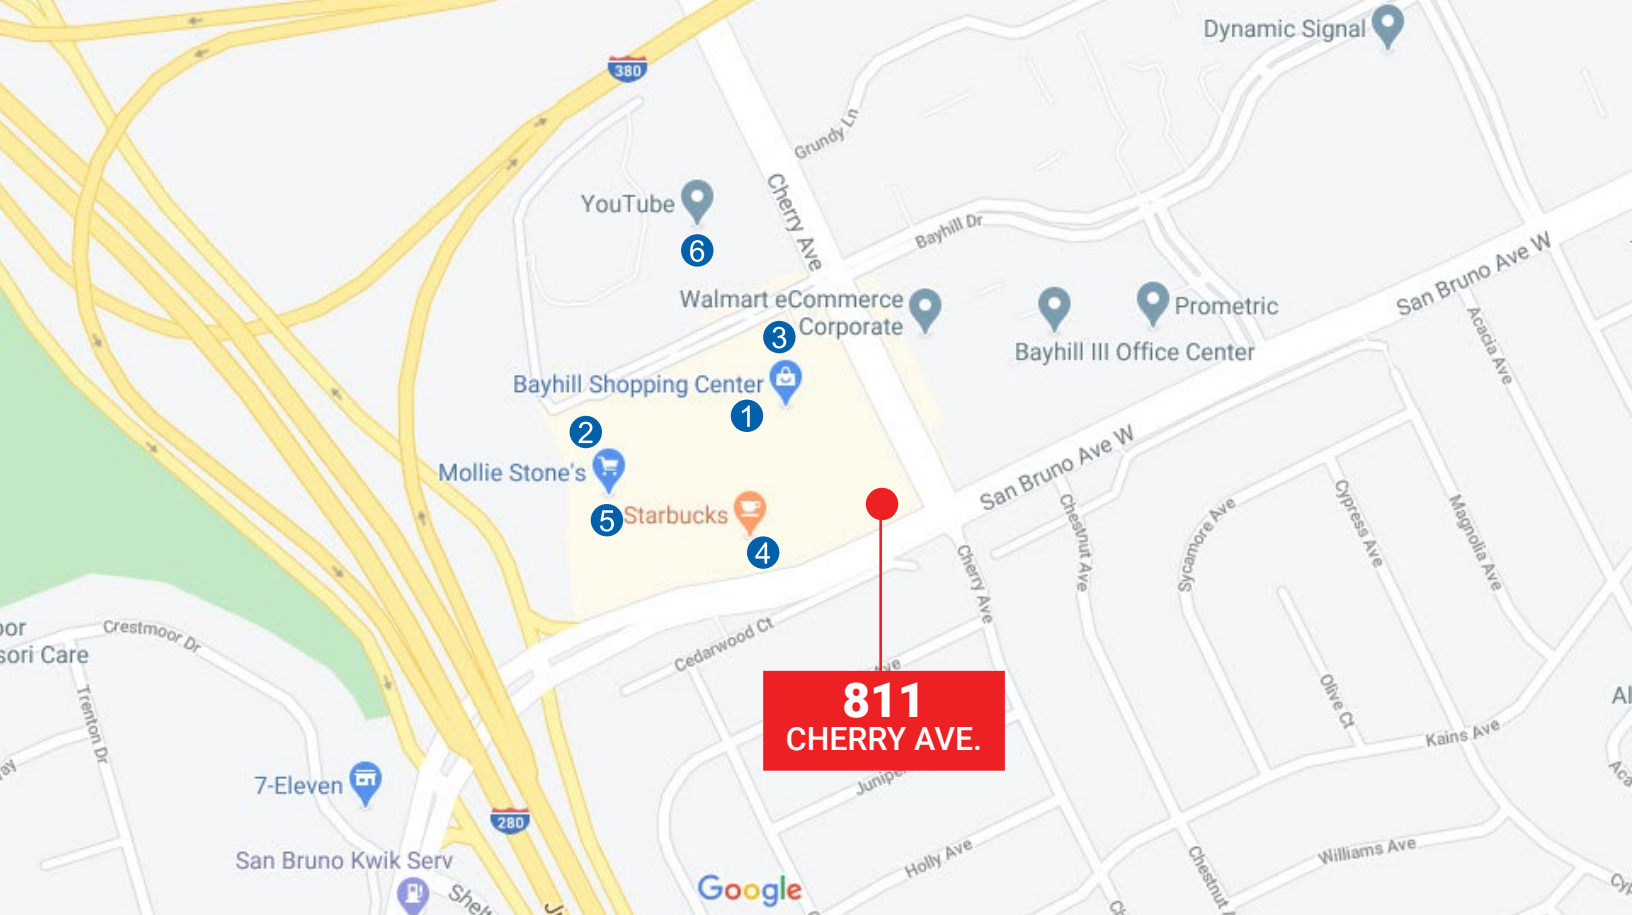 Dynamic Signal
380
Grundy Ln
YouTube
6
Cherry Ave
Bayhill Dr
San Bruno Ave W
Walmart eCommerce
Corporate
3
Prometric
Bayhill III Office Center
Acacia Ave
Bayhill Shopping Center
1
2
Mollie Stone's
5
Starbucks
4
San Bruno Ave W
Chestnut Ave
Sycamore Ave
Cypress Ave
Magnolia Ave
Cherry Ave
Crestmoor Dr
sori Care
Cedarwood Ct
Ave
811
CHERRY AVE.
Trenton Dr
Olive Ct
Kains Ave
7-Eleven
Juniper
280
San Bruno Kwik Serv
Holly Ave
Williams Ave
Chestnut
Google